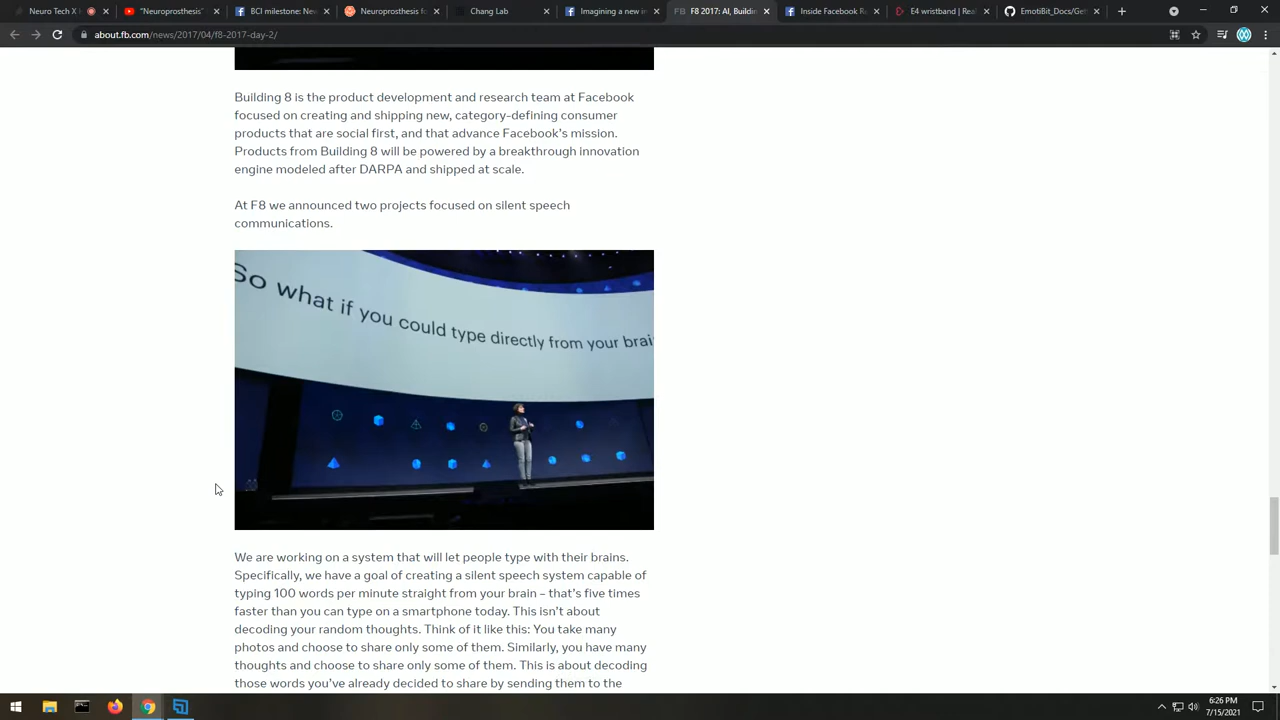 Neuro Tech X
"Neuroprosthesis"
BCI milestone: Ne
Neuroprosthesis fo
Chang Lab
Imagining a new in
F8 2017: AI, Buildin
Inside Facebook Re
E4 wristband | Real
EmotiBit_Docs/Get
about.fb.com/news/2017/04/f8-2017-day-2/
Building 8 is the product development and research team at Facebook
focused on creating and shipping new, category-defining consumer
products that are social first, and that advance Facebook's mission.
Products from Building 8 will be powered by a breakthrough innovation
engine modeled after DARPA and shipped at scale.
At F8 we announced two projects focused on silent speech
communications.
So what if you could type directly from your brai
We are working on a system that will let people type with their brains.
Specifically, we have a goal of creating a silent speech system capable of
typing 100 words per minute straight from your brain – that's five times
faster than you can type on a smartphone today. This isn't about
decoding your random thoughts. Think of it like this: You take many
photos and choose to share only some of them. Similarly, you have many
thoughts and choose to share only some of them. This is about decoding
those words you've already decided to share by sending them to the
6:26 PM
7/15/2021